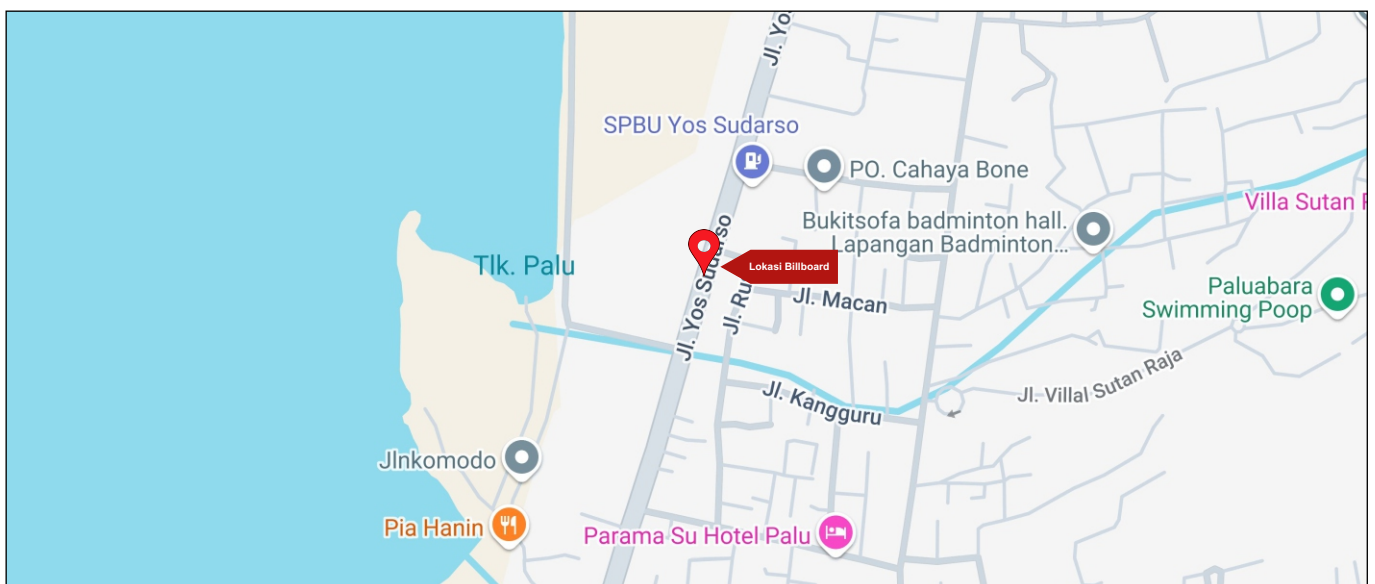 Jl. Yo
SPBU Yos Sudarso
PO. Cahaya Bone
Villa Sutan
Bukitsofa badminton hall.
Lapangan Badminton...
Jl. Yos Sudarso
Lokasi Billboard
Tlk. Palu
Jl. Ru
Jl. Macan
Paluabara
Swimming Poop
Jl. Villal Sutan Raja
Jl. Kangguru
Jlnkomodo
Pia Hanin
Parama Su Hotel Palu